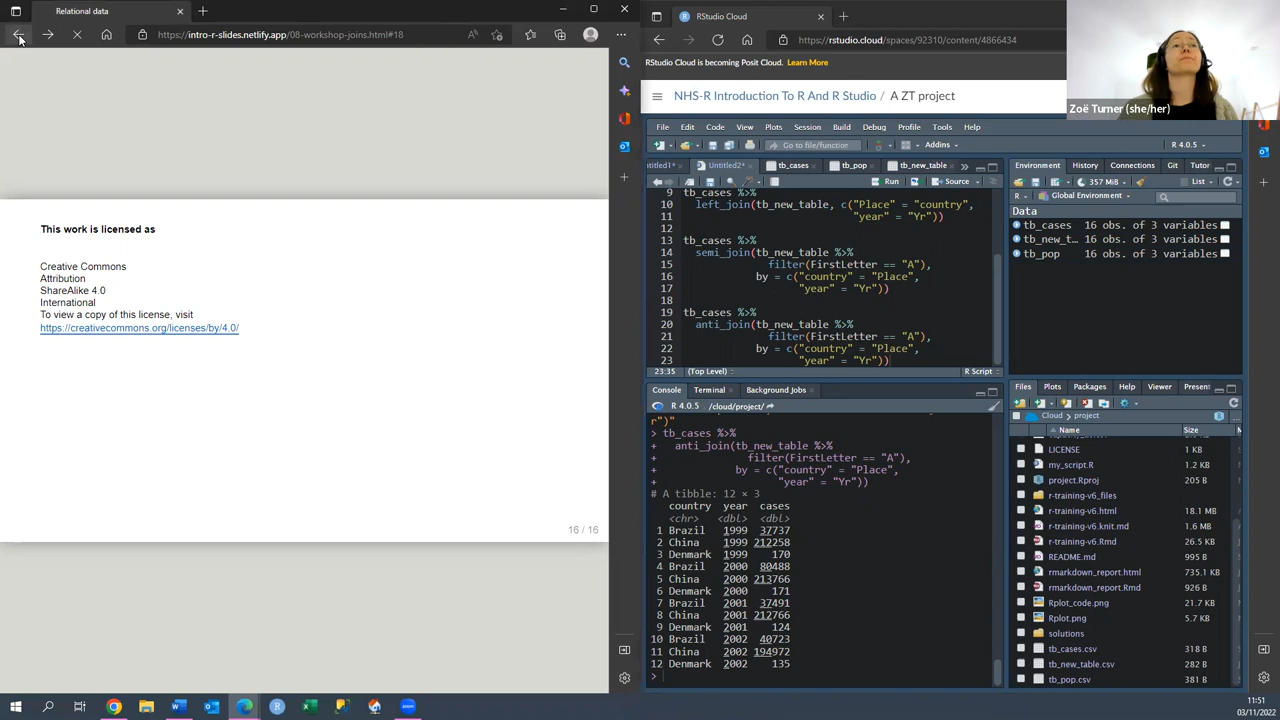 Relational data
https://intro-r-slides.netlify.app/08-workshop-joins.html#18
This work is licensed as
Creative Commons
Attribution
ShareAlike 4.0
International
To view a copy of this license, visit
https://creativecommons.org/licenses/by/4.0/
16 / 16
RStudio Cloud
https://rstudio.cloud/spaces/92310/content/4866434
RStudio Cloud is becoming Posit Cloud. Learn More
NHS-R Introduction To R And R Studio / A ZT project
Zoë Turner (she/her)
File Edit Code View Plots Session Build Debug Profile Tools Help
Go to file/function Addins R 4.0.5
Untitled2* tb_cases tb_pop tb_new_table
Run Source
9 tb_cases %>%
10 left_join(tb_new_table, c("Place" = "country",
11 "year" = "Yr"))
12
13 tb_cases %>%
14 semi_join(tb_new_table %>%
15 filter(FirstLetter == "A"),
16 by = c("country" = "Place",
17 "year" = "Yr"))
18
19 tb_cases %>%
20 anti_join(tb_new_table %>%
21 filter(FirstLetter == "A"),
22 by = c("country" = "Place",
23 "year" = "Yr"))
23:35 (Top Level) R Script
Console Terminal Background Jobs
R 4.0.5 /cloud/project/
r")"
> tb_cases %>%
+ anti_join(tb_new_table %>%
+ filter(FirstLetter == "A"),
+ by = c("country" = "Place",
+ "year" = "Yr"))
# A tibble: 12 × 3
country year cases
<chr> <dbl> <dbl>
1 Brazil 1999 37737
2 China 1999 212258
3 Denmark 1999 170
4 Brazil 2000 80488
5 China 2000 213766
6 Denmark 2000 171
7 Brazil 2001 37491
8 China 2001 212766
9 Denmark 2001 124
10 Brazil 2002 40723
11 China 2002 194972
12 Denmark 2002 135
>
Environment History Connections Git Tutor
357 MiB List
R Global Environment
Data
tb_cases 16 obs. of 3 variables
tb_new_t... 16 obs. of 3 variables
tb_pop 16 obs. of 3 variables
Files Plots Packages Help Viewer Present
Cloud project
Name Size
LICENSE 1 KB
my_script.R 1.2 KB
project.Rproj 205 B
r-training-v6_files
r-training-v6.html 18.1 MB
r-training-v6.knit.md 1.6 MB
r-training-v6.Rmd 26.5 KB
README.md 995 B
rmarkdown_report.html 735.1 KB
rmarkdown_report.Rmd 926 B
Rplot_code.png 21.7 KB
Rplot.png 5.7 KB
solutions
tb_cases.csv 318 B
tb_new_table.csv 282 B
tb_pop.csv 451 B
11:51
03/11/2022